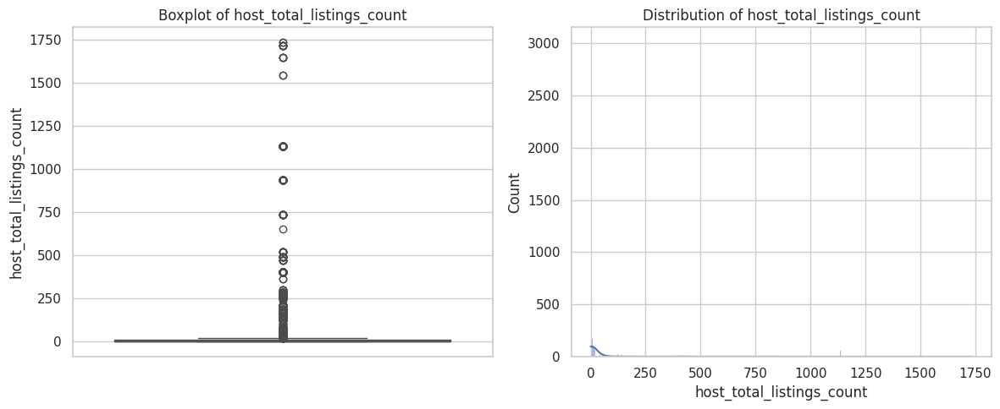 Boxplot of host_total_listings_count
1750
1500
1250
1000
750
500
250
0
host_total_listings_count
Distribution of host_total_listings_count
3000
2500
2000
1500
1000
500
0
Count
0 250 500 750 1000 1250 1500 1750
host_total_listings_count